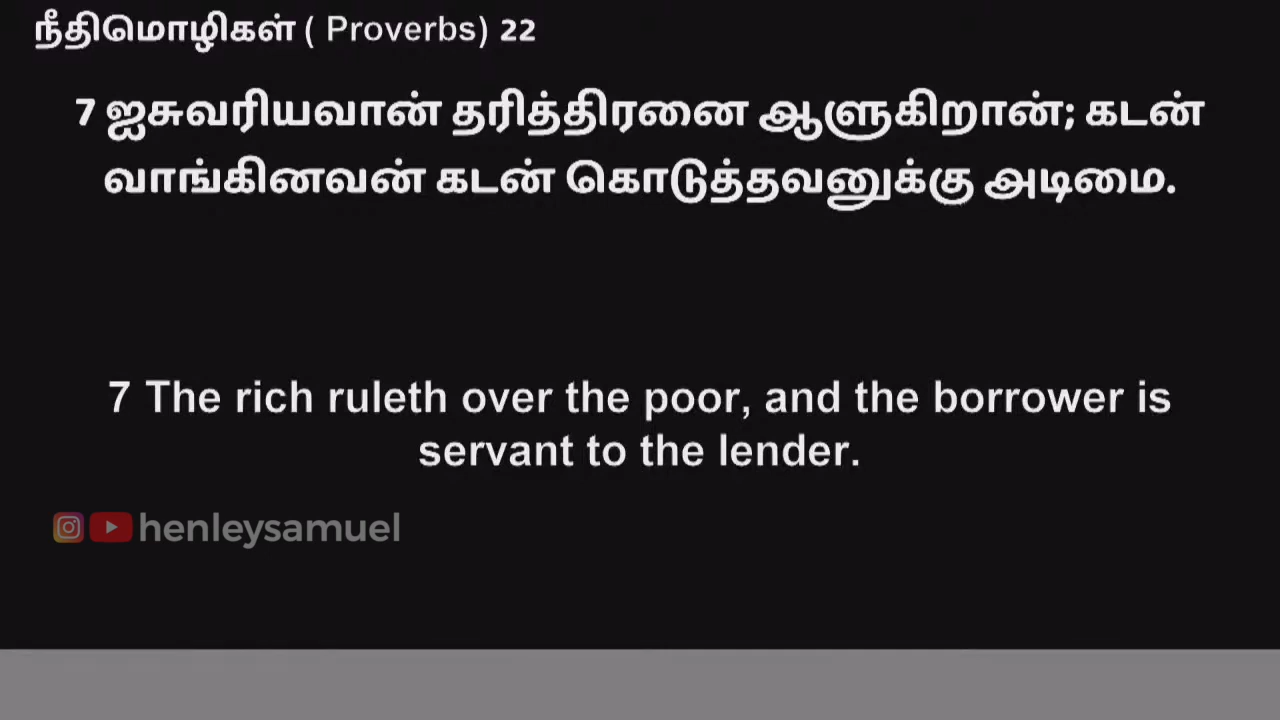 நீதிமொழிகள் ( Proverbs) 22
7 ஐசுவரியவான் தரித்திரனை ஆளுகிறான்; கடன்
வாங்கினவன் கடன் கொடுத்தவனுக்கு அடிமை.
7 The rich ruleth over the poor, and the borrower is
servant to the lender.
henleysamuel